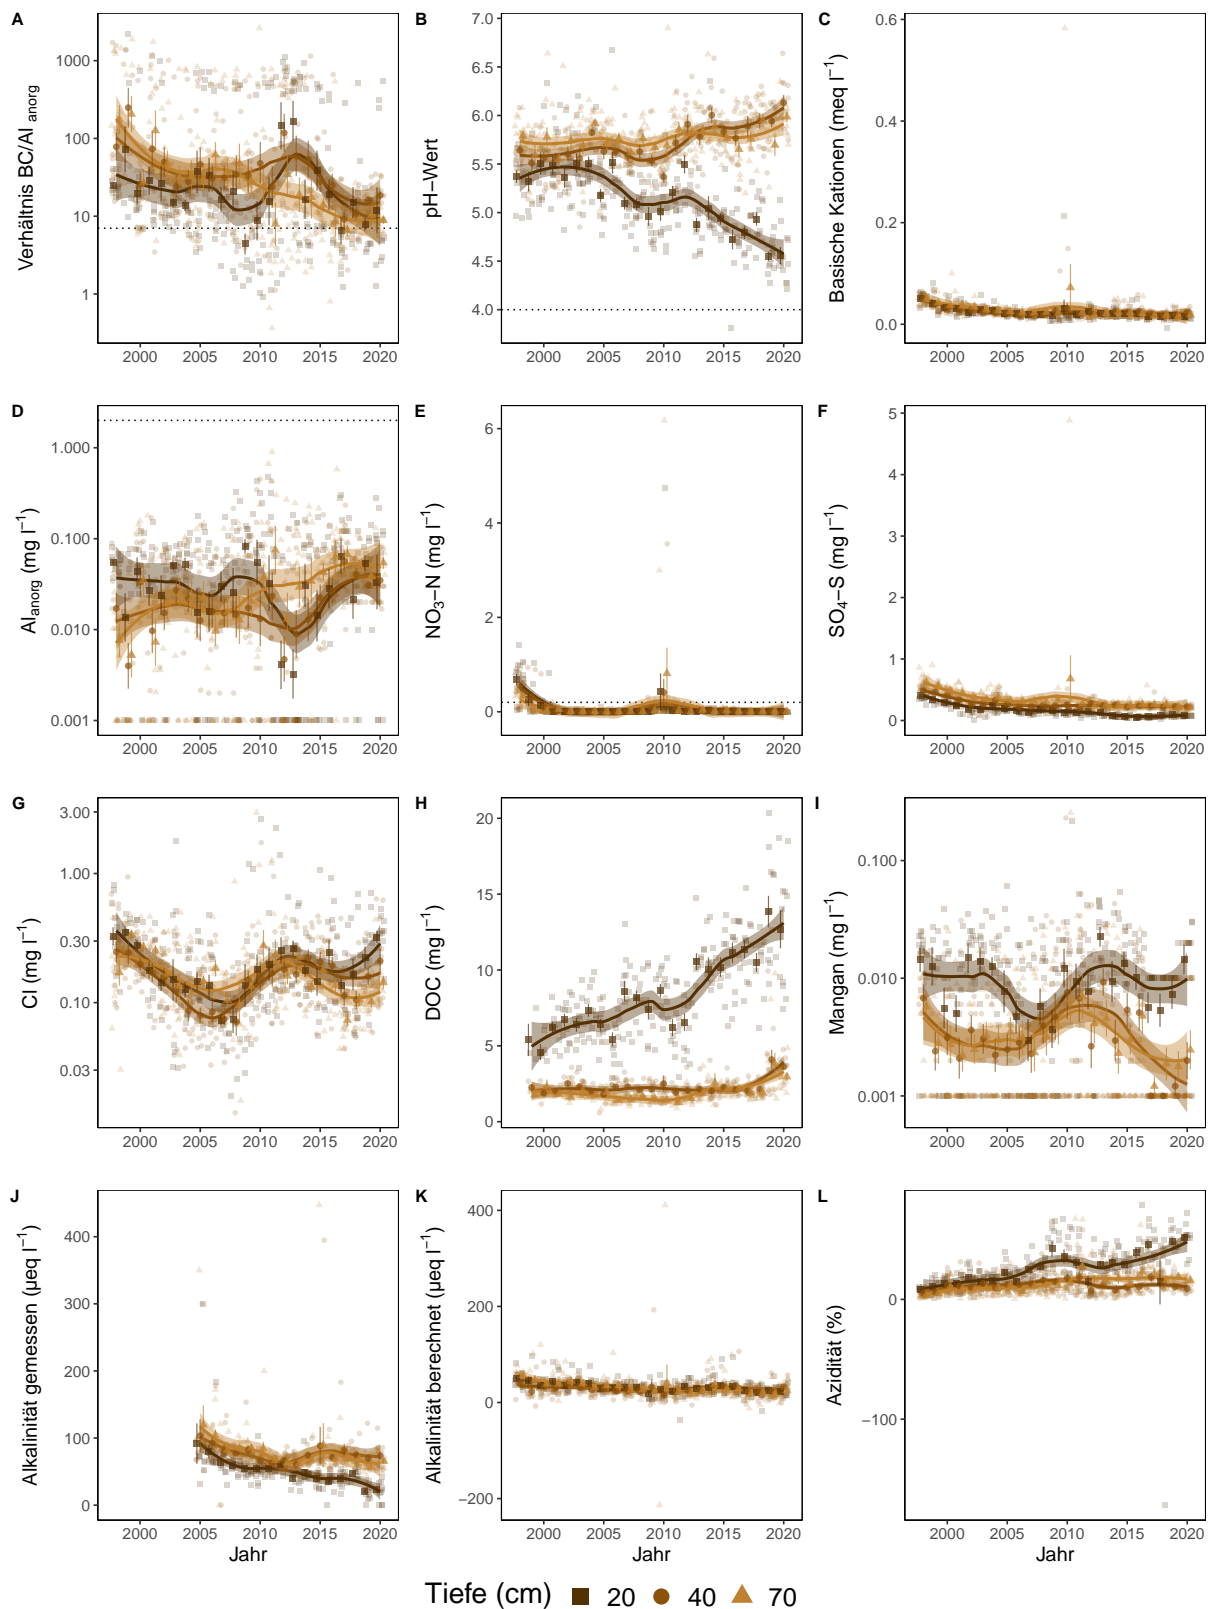 A
Verhältnis BC/Al anorg
1000
100
10
1
2000 2005 2010 2015 2020
B
pH−Wert
7.0
6.5
6.0
5.5
5.0
4.5
4.0
2000 2005 2010 2015 2020
C
Basische Kationen (meq l−1)
0.6
0.4
0.2
0.0
2000 2005 2010 2015 2020
D
Alanorg (mg l−1)
1.000
0.100
0.010
0.001
2000 2005 2010 2015 2020
E
NO3−N (mg l−1)
6
4
2
0
2000 2005 2010 2015 2020
F
SO4−S (mg l−1)
5
4
3
2
1
0
2000 2005 2010 2015 2020
G
Cl (mg l−1)
3.00
1.00
0.30
0.10
0.03
2000 2005 2010 2015 2020
H
DOC (mg l−1)
20
15
10
5
0
2000 2005 2010 2015 2020
I
Mangan (mg l−1)
0.100
0.010
0.001
2000 2005 2010 2015 2020
J
Alkalinität gemessen (µeq l−1)
400
300
200
100
0
2000 2005 2010 2015 2020
Jahr
K
Alkalinität berechnet (µeq l−1)
400
200
0
−200
2000 2005 2010 2015 2020
Jahr
L
Azidität (%)
0
−100
2000 2005 2010 2015 2020
Jahr
Tiefe (cm) 20 40 70